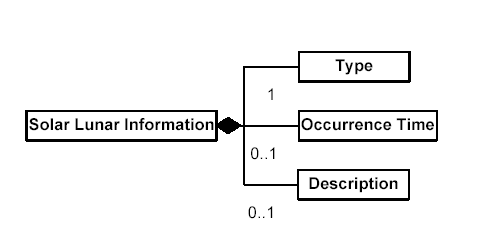 Type
1
Solar Lunar Information
Occurrence Time
0..1
Description
0..1